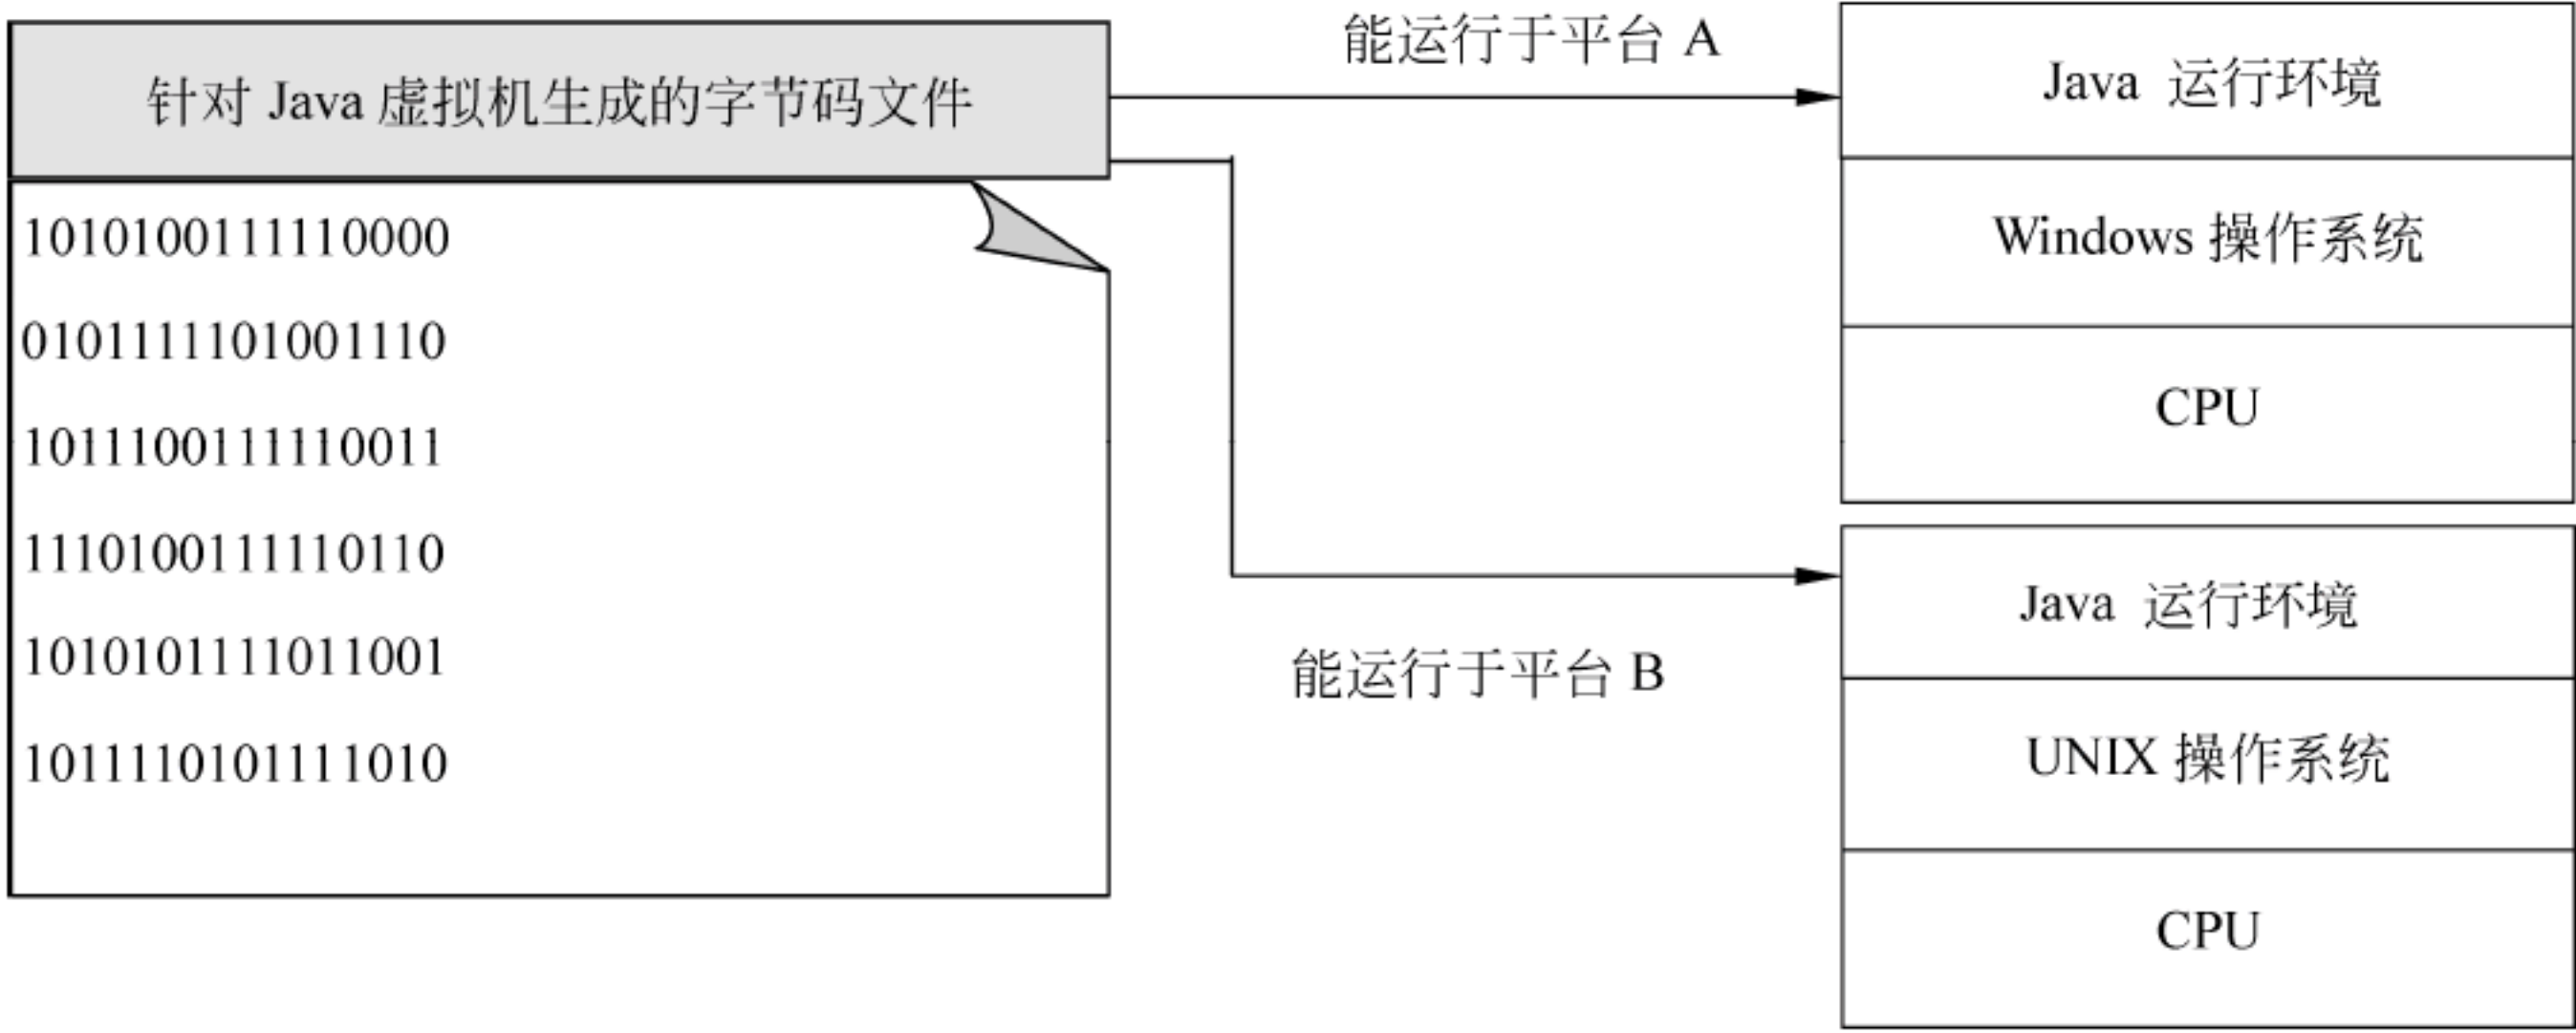 针对 Java 虚拟机生成的字节码文件
1010100111110000
0101111101001110
1011100111110011
1110100111110110
1010101111011001
1011110101111010
能运行于平台 A
Java 运行环境
Windows 操作系统
CPU
能运行于平台 B
Java 运行环境
UNIX 操作系统
CPU